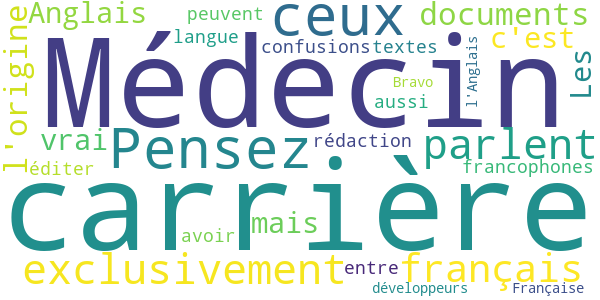 Anglais
peuvent
ceux
documents
langue
confusions
textes
c'est
l'origine
Médecin
l'Anglais
Les
Bravo
aussi
vrai
Pensez
rédaction
parlent
éditer
francophones
carrière
avoir
mais
exclusivement
entre
français
développeurs
Française